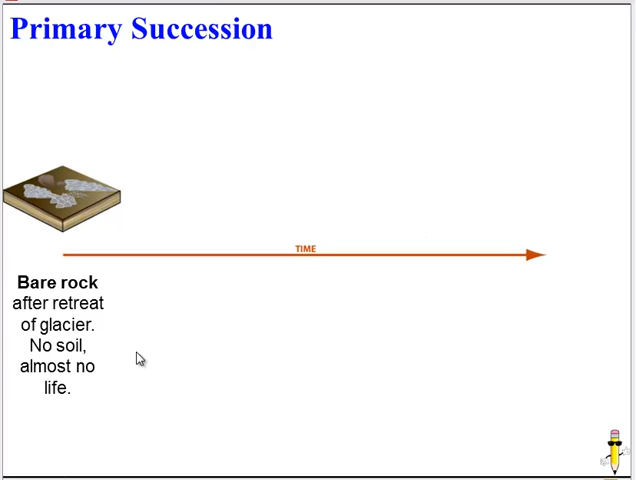 Primary Succession
TIME
Bare rock
after retreat
of glacier.
No soil,
almost no
life.